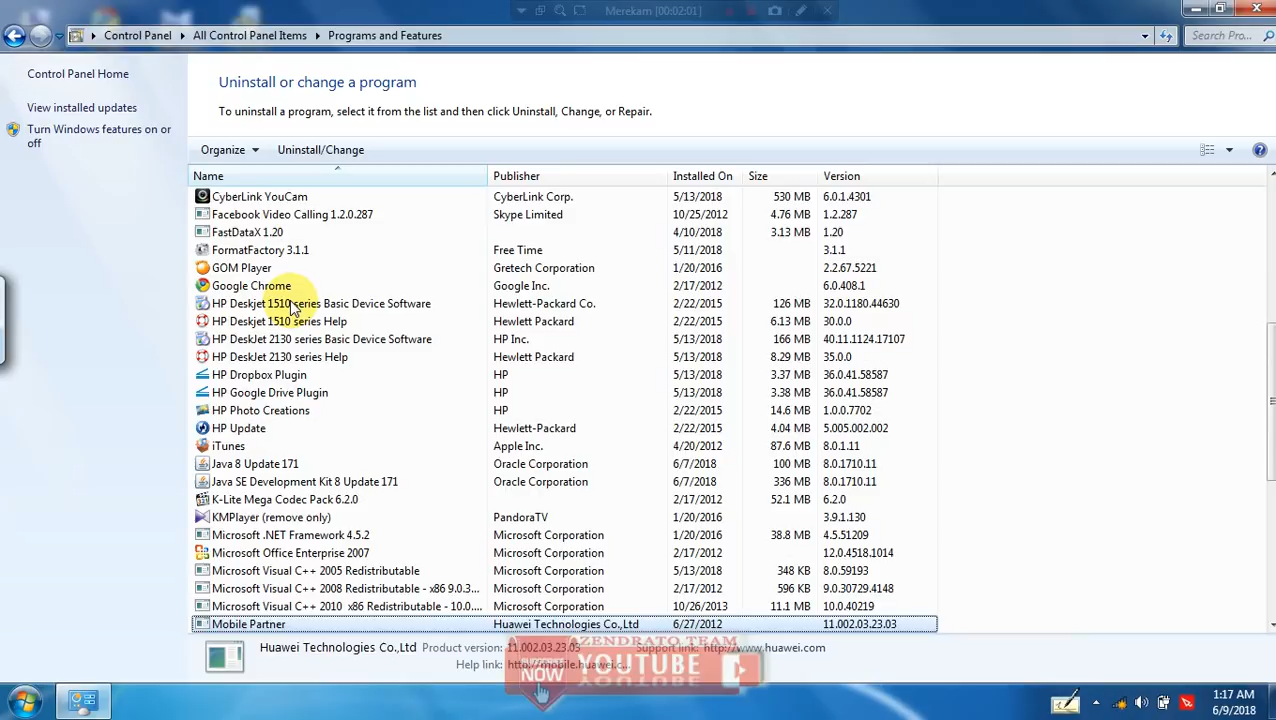 Merekam [00:02:01]
Control Panel All Control Panel Items Programs and Features Search Pro...
Control Panel Home
View installed updates
Turn Windows features on or
off
Uninstall or change a program
To uninstall a program, select it from the list and then click Uninstall, Change, or Repair.
Organize Uninstall/Change
Name Publisher Installed On Size Version
CyberLink YouCam CyberLink Corp. 5/13/2018 530 MB 6.0.1.4301
Facebook Video Calling 1.2.0.287 Skype Limited 10/25/2012 4.76 MB 1.2.287
FastDataX 1.20 4/10/2018 3.13 MB 1.20
FormatFactory 3.1.1 Free Time 5/11/2018 3.1.1
GOM Player Gretech Corporation 1/20/2016 2.2.67.5221
Google Chrome Google Inc. 2/17/2012 6.0.408.1
HP Deskjet 1510 series Basic Device Software Hewlett-Packard Co. 2/22/2015 126 MB 32.0.1180.44630
HP Deskjet 1510 series Help Hewlett Packard 2/22/2015 6.13 MB 30.0.0
HP DeskJet 2130 series Basic Device Software HP Inc. 5/13/2018 166 MB 40.11.1124.17107
HP DeskJet 2130 series Help Hewlett Packard 5/13/2018 8.29 MB 35.0.0
HP Dropbox Plugin HP 5/13/2018 3.37 MB 36.0.41.58587
HP Google Drive Plugin HP 5/13/2018 3.38 MB 36.0.41.58587
HP Photo Creations HP 2/22/2015 14.6 MB 1.0.0.7702
HP Update Hewlett-Packard 2/22/2015 4.04 MB 5.005.002.002
iTunes Apple Inc. 4/20/2012 87.6 MB 8.0.1.11
Java 8 Update 171 Oracle Corporation 6/7/2018 100 MB 8.0.1710.11
Java SE Development Kit 8 Update 171 Oracle Corporation 6/7/2018 336 MB 8.0.1710.11
K-Lite Mega Codec Pack 6.2.0 2/17/2012 52.1 MB 6.2.0
KMPlayer (remove only) PandoraTV 1/20/2016 3.9.1.130
Microsoft .NET Framework 4.5.2 Microsoft Corporation 1/20/2016 38.8 MB 4.5.51209
Microsoft Office Enterprise 2007 Microsoft Corporation 2/17/2012 12.0.4518.1014
Microsoft Visual C++ 2005 Redistributable Microsoft Corporation 5/13/2018 348 KB 8.0.59193
Microsoft Visual C++ 2008 Redistributable - x86 9.0.3... Microsoft Corporation 2/17/2012 596 KB 9.0.30729.4148
Microsoft Visual C++ 2010 x86 Redistributable - 10.0.... Microsoft Corporation 10/26/2013 11.1 MB 10.0.40219
Mobile Partner Huawei Technologies Co.,Ltd 6/27/2012 11.002.03.23.03
Huawei Technologies Co.,Ltd Product version: 11.002.03.23.03 Support link: http://www.huawei.com
Help link: http://mobile.huawei.c...
ZENDRATO TEAM
NOW YOUTUBE
1:17 AM
6/9/2018